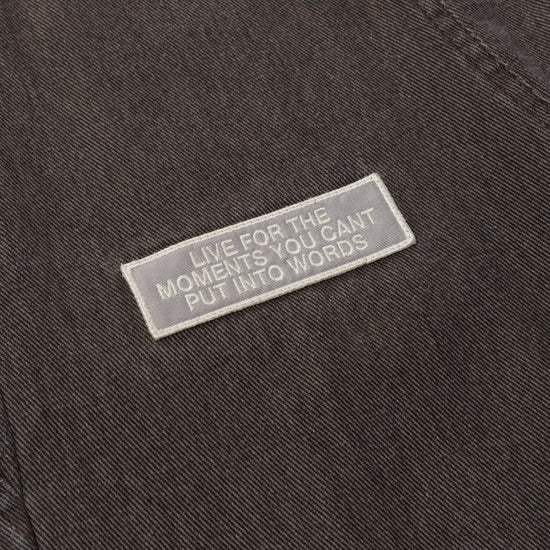 LIVE FOR THE
MOMENTS YOU CANT
PUT INTO WORDS